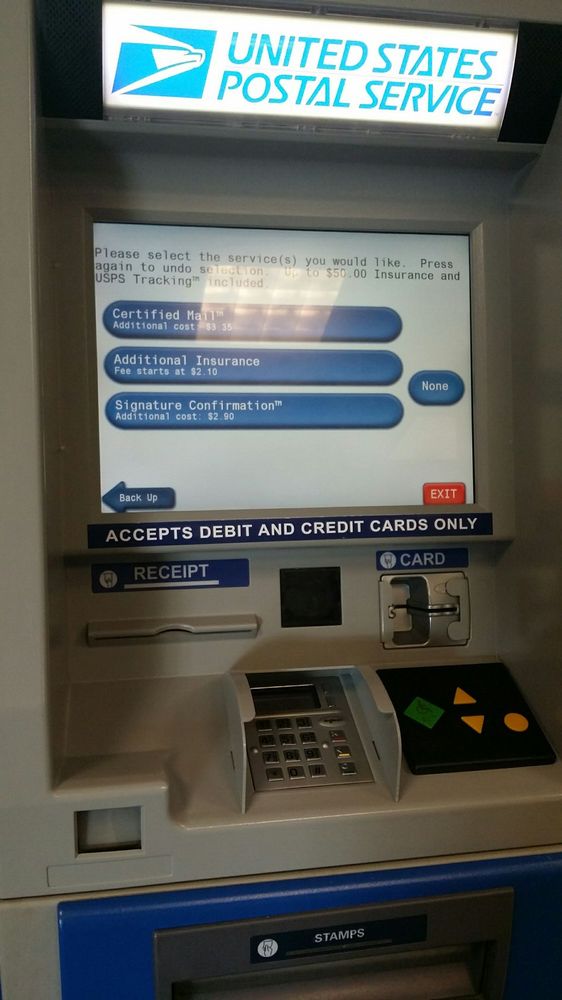 UNITED STATES
POSTAL SERVICE
Please select the service(s) you would like. Press
again to undo selection. Up to $50.00 Insurance and
USPS Tracking™ included.
Certified Mail™
Additional cost: $3.35
Additional Insurance
Fee starts at $2.10
None
Signature Confirmation™
Additional cost: $2.90
Back Up
EXIT
ACCEPTS DEBIT AND CREDIT CARDS ONLY
RECEIPT
CARD
STAMPS